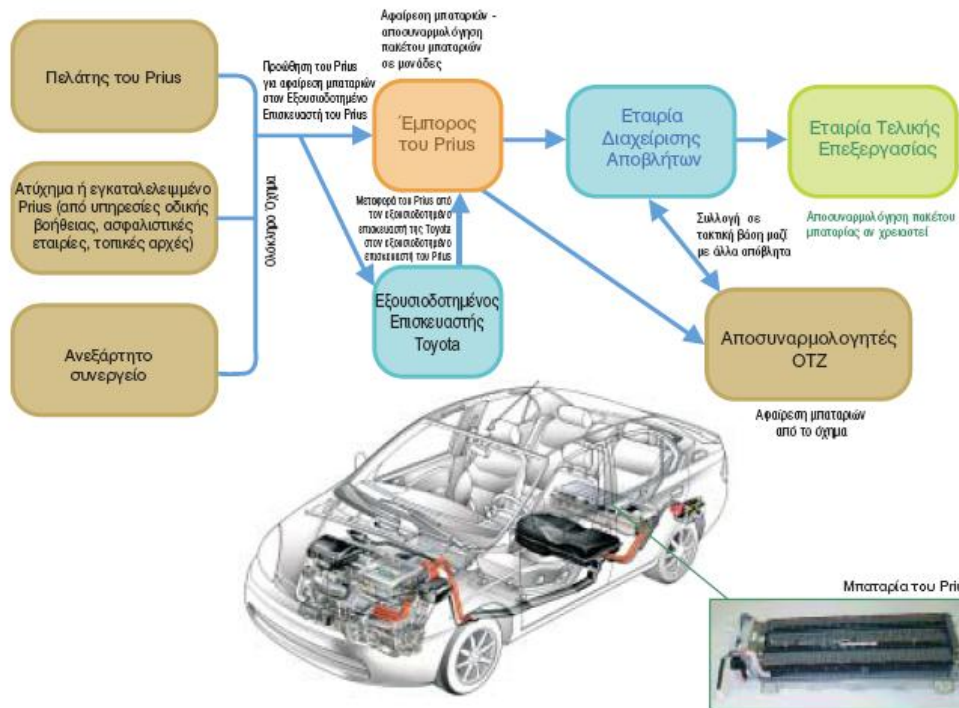 Πελάτης του Prius
Ατύχημα ή εγκαταλελειμμένο
Prius (από υπηρεσίες οδικής
βοήθειας, ασφαλιστικές
εταιρίες, τοπικές αρχές)
Ανεξάρτητο
συνεργείο
Ολόκληρο Όχημα
Προώθηση του Prius
για αφαίρεση μπαταριών
στον Εξουσιοδοτημένο
Επισκευαστή του Prius
Αφαίρεση μπαταριών -
αποσυναρμολόγηση
πακέτου μπαταριών
σε μονάδες
Έμπορος
του Prius
Μεταφορά του Prius από
τον εξουσιοδοτημένο
επισκευαστή της Toyota
στον εξουσιοδοτημένο
επισκευαστή του Prius
Εξουσιοδοτημένος
Επισκευαστής
Toyota
Εταιρία
Διαχείρισης
Αποβλήτων
Εταιρία Τελικής
Επεξεργασίας
Αποσυναρμολόγηση πακέτου
μπαταρίας αν χρειαστεί
Συλλογή σε
τακτική βάση μαζί
με άλλα απόβλητα
Αποσυναρμολογητές
ΟΤΖ
Αφαίρεση μπαταριών
από το όχημα
Μπαταρία του Priu